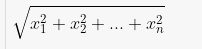 √(x₁² + x₂² + ... + xₙ²)